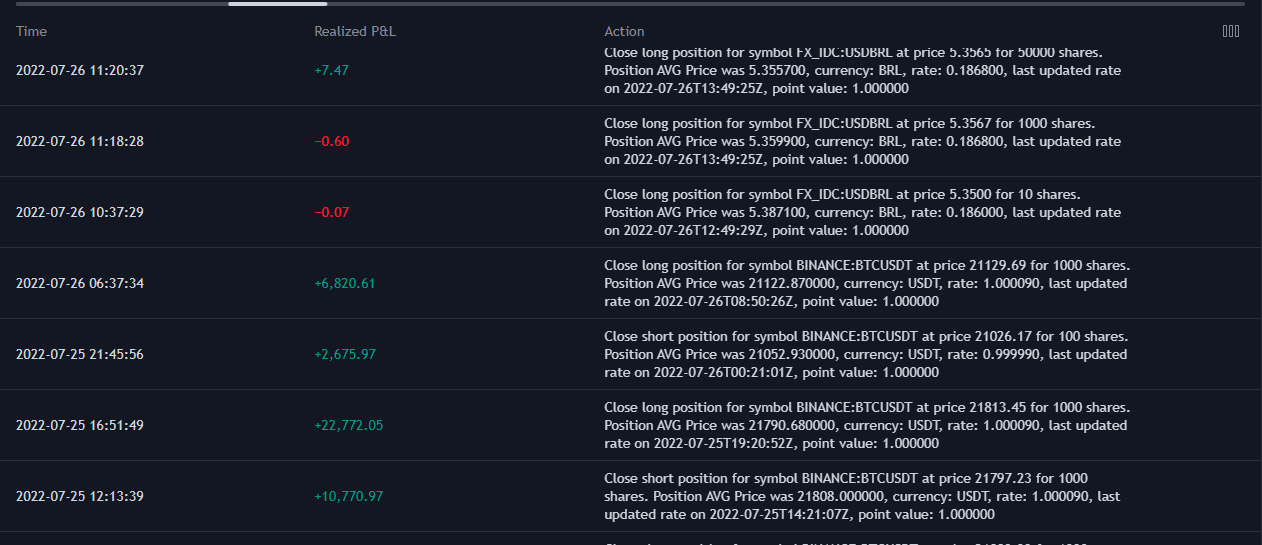 Time Realized P&L Action
Close long position for symbol FX_IDC:USDBRL at price 5.3565 for 50000 shares.
2022-07-26 11:20:37 +7.47 Position AVG Price was 5.355700, currency: BRL, rate: 0.186800, last updated rate
on 2022-07-26T13:49:25Z, point value: 1.000000
Close long position for symbol FX_IDC:USDBRL at price 5.3567 for 1000 shares.
2022-07-26 11:18:28 −0.60 Position AVG Price was 5.359900, currency: BRL, rate: 0.186800, last updated rate
on 2022-07-26T13:49:25Z, point value: 1.000000
Close long position for symbol FX_IDC:USDBRL at price 5.3500 for 10 shares.
2022-07-26 10:37:29 −0.07 Position AVG Price was 5.387100, currency: BRL, rate: 0.186000, last updated rate
on 2022-07-26T12:49:29Z, point value: 1.000000
Close long position for symbol BINANCE:BTCUSDT at price 21129.69 for 1000 shares.
2022-07-26 06:37:34 +6,820.61 Position AVG Price was 21122.870000, currency: USDT, rate: 1.000090, last updated
rate on 2022-07-26T08:50:26Z, point value: 1.000000
Close short position for symbol BINANCE:BTCUSDT at price 21026.17 for 100 shares.
2022-07-25 21:45:56 +2,675.97 Position AVG Price was 21052.930000, currency: USDT, rate: 0.999990, last updated
rate on 2022-07-26T00:21:01Z, point value: 1.000000
Close long position for symbol BINANCE:BTCUSDT at price 21813.45 for 1000 shares.
2022-07-25 16:51:49 +22,772.05 Position AVG Price was 21790.680000, currency: USDT, rate: 1.000090, last updated
rate on 2022-07-25T19:20:52Z, point value: 1.000000
Close short position for symbol BINANCE:BTCUSDT at price 21797.23 for 1000
2022-07-25 12:13:39 +10,770.97 shares. Position AVG Price was 21808.000000, currency: USDT, rate: 1.000090, last
updated rate on 2022-07-25T14:21:07Z, point value: 1.000000